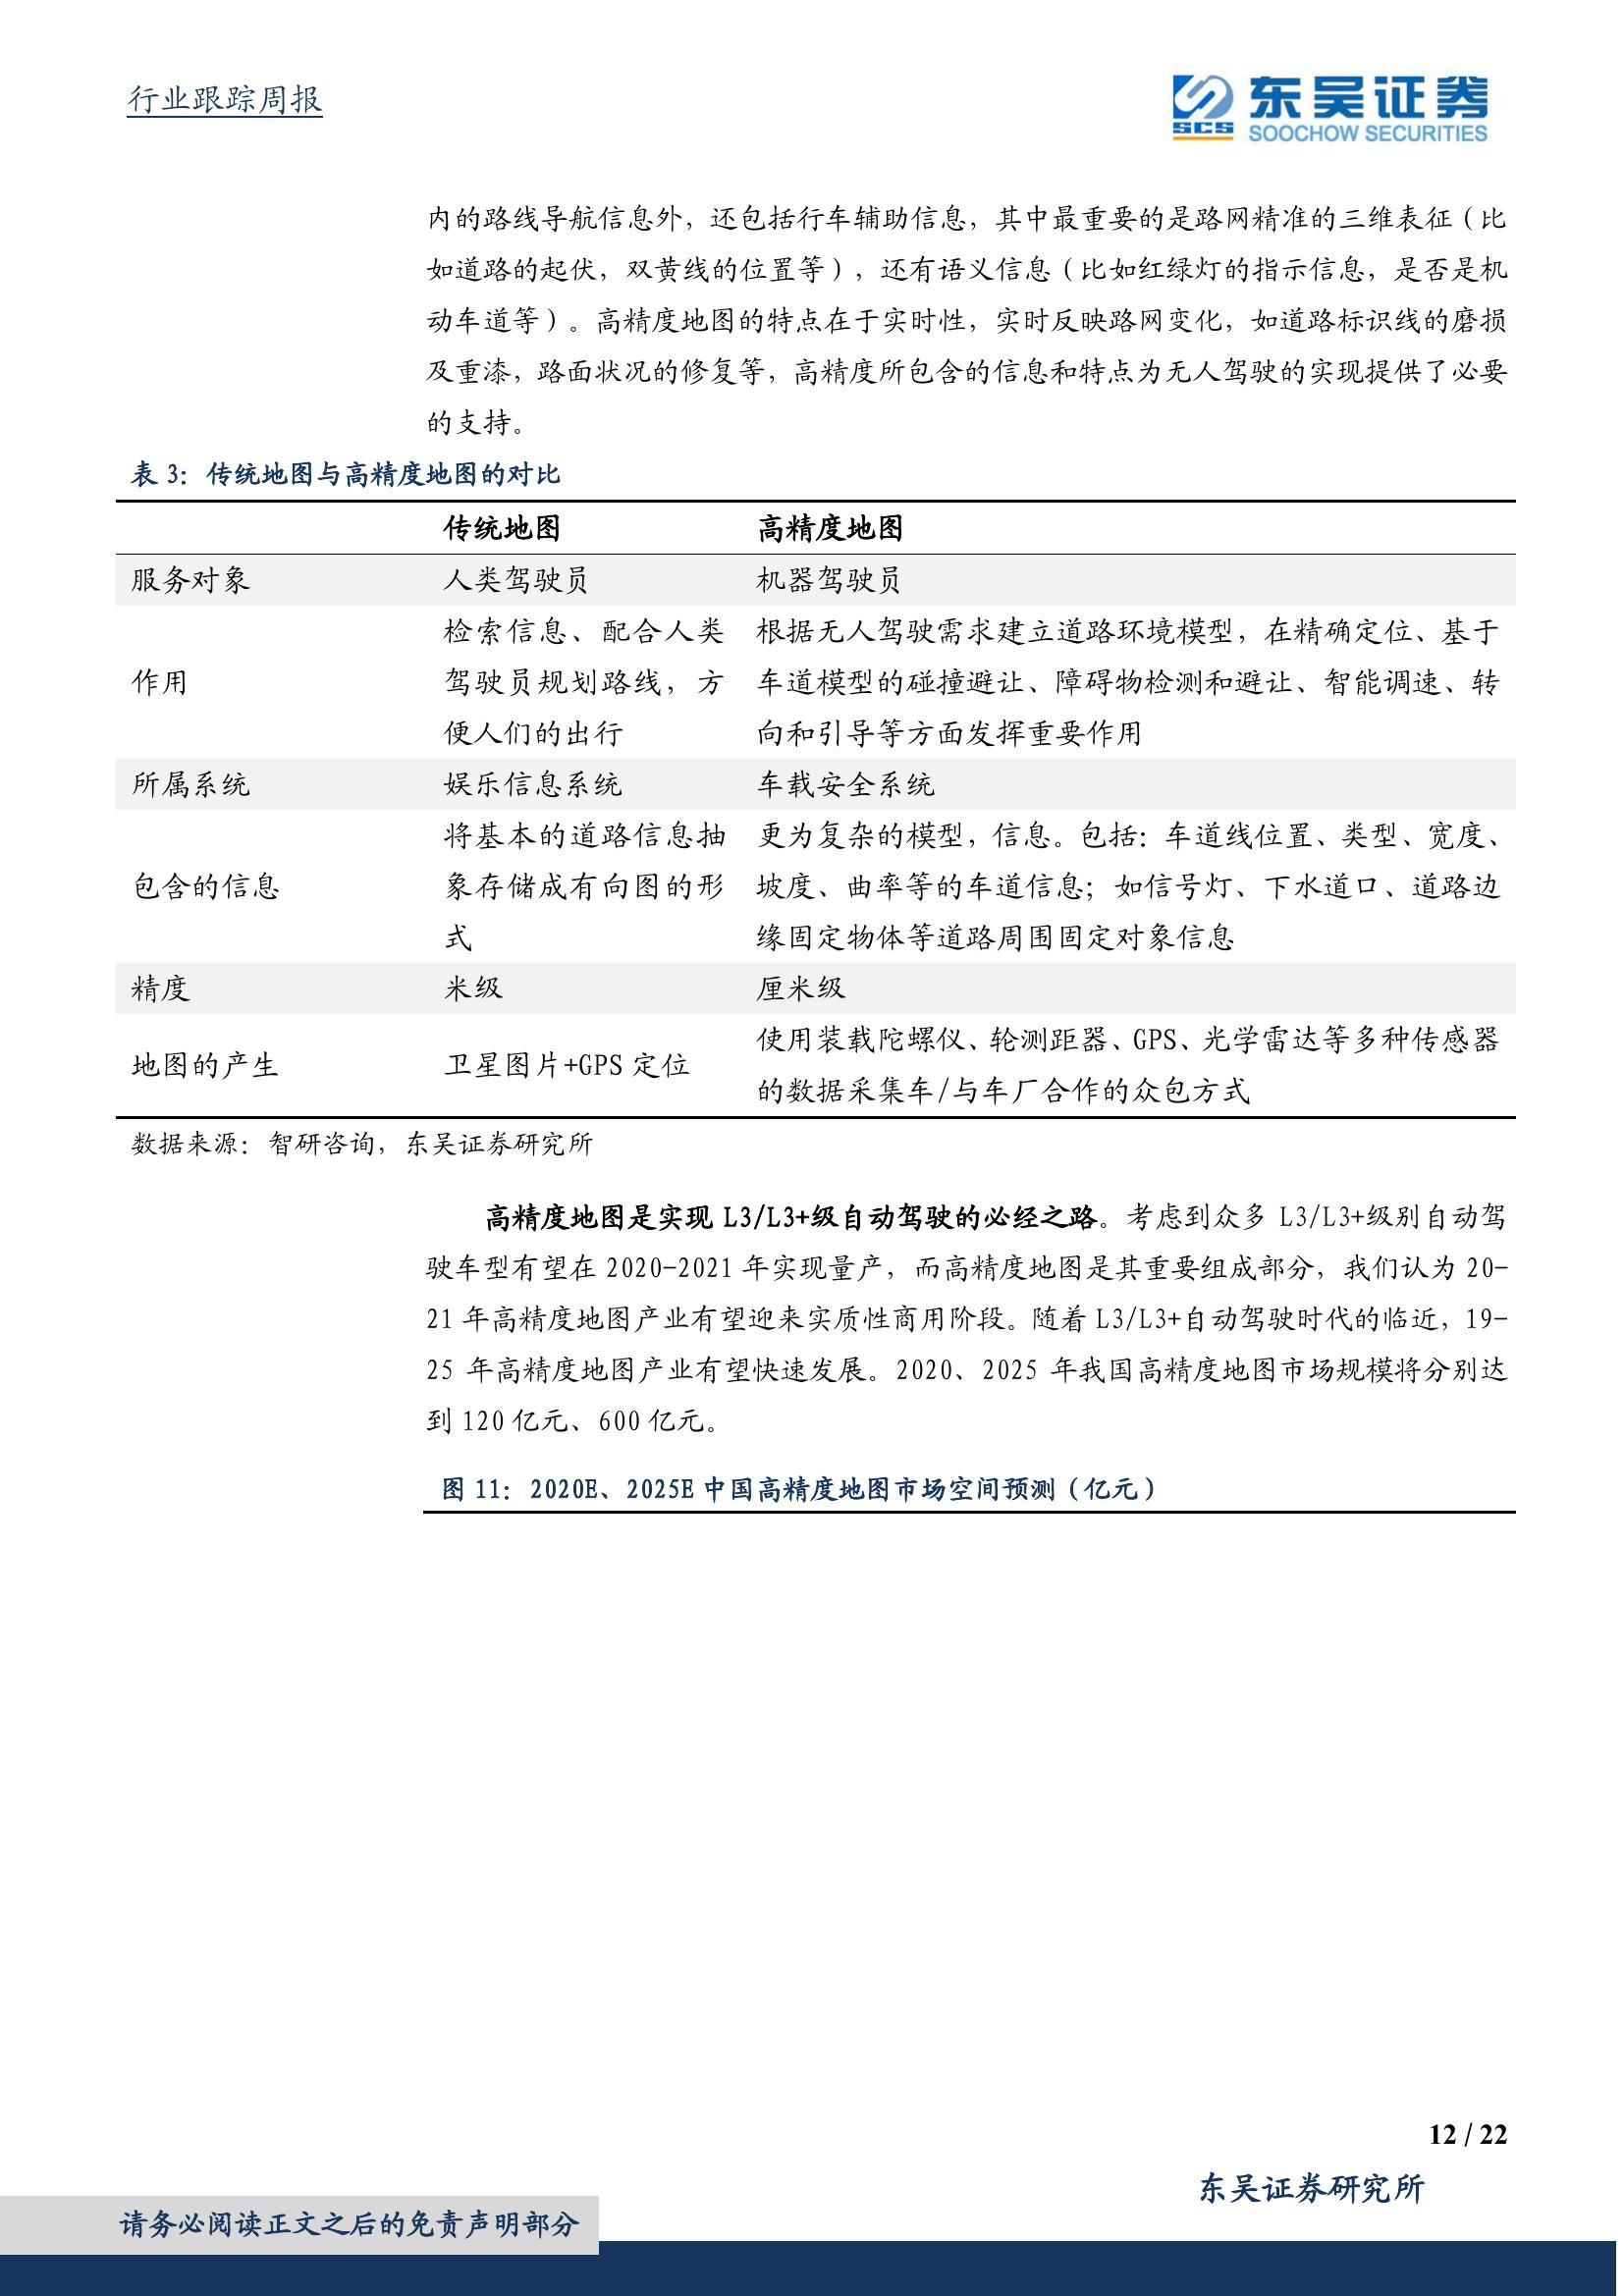 行业跟踪周报
SCS
东吴证券
SOOCHOW SECURITIES
内的路线导航信息外，还包括行车辅助信息，其中最重要的是路网精准的三维表征（比
如道路的起伏，双黄线的位置等），还有语义信息（比如红绿灯的指示信息，是否是机
动车道等）。高精度地图的特点在于实时性，实时反映路网变化，如道路标识线的磨损
及重漆，路面状况的修复等，高精度所包含的信息和特点为无人驾驶的实现提供了必要
的支持。
表 3：传统地图与高精度地图的对比
传统地图 高精度地图
服务对象 人类驾驶员 机器驾驶员
作用
检索信息、配合人类
驾驶员规划路线，方
便人们的出行
根据无人驾驶需求建立道路环境模型，在精确定位、基于
车道模型的碰撞避让、障碍物检测和避让、智能调速、转
向和引导等方面发挥重要作用
所属系统 娱乐信息系统 车载安全系统
包含的信息
将基本的道路信息抽
象存储成有向图的形
式
更为复杂的模型，信息。包括：车道线位置、类型、宽度、
坡度、曲率等的车道信息；如信号灯、下水道口、道路边
缘固定物体等道路周围固定对象信息
精度 米级 厘米级
地图的产生 卫星图片+GPS 定位
使用装载陀螺仪、轮测距器、GPS、光学雷达等多种传感器
的数据采集车/与车厂合作的众包方式
数据来源：智研咨询，东吴证券研究所
高精度地图是实现 L3/L3+级自动驾驶的必经之路。考虑到众多 L3/L3+级别自动驾
驶车型有望在 2020-2021 年实现量产，而高精度地图是其重要组成部分，我们认为 20-
21 年高精度地图产业有望迎来实质性商用阶段。随着 L3/L3+自动驾驶时代的临近，19-
25 年高精度地图产业有望快速发展。2020、2025 年我国高精度地图市场规模将分别达
到 120 亿元、600 亿元。
图 11：2020E、2025E 中国高精度地图市场空间预测（亿元）
12 / 22
东吴证券研究所
请务必阅读正文之后的免责声明部分